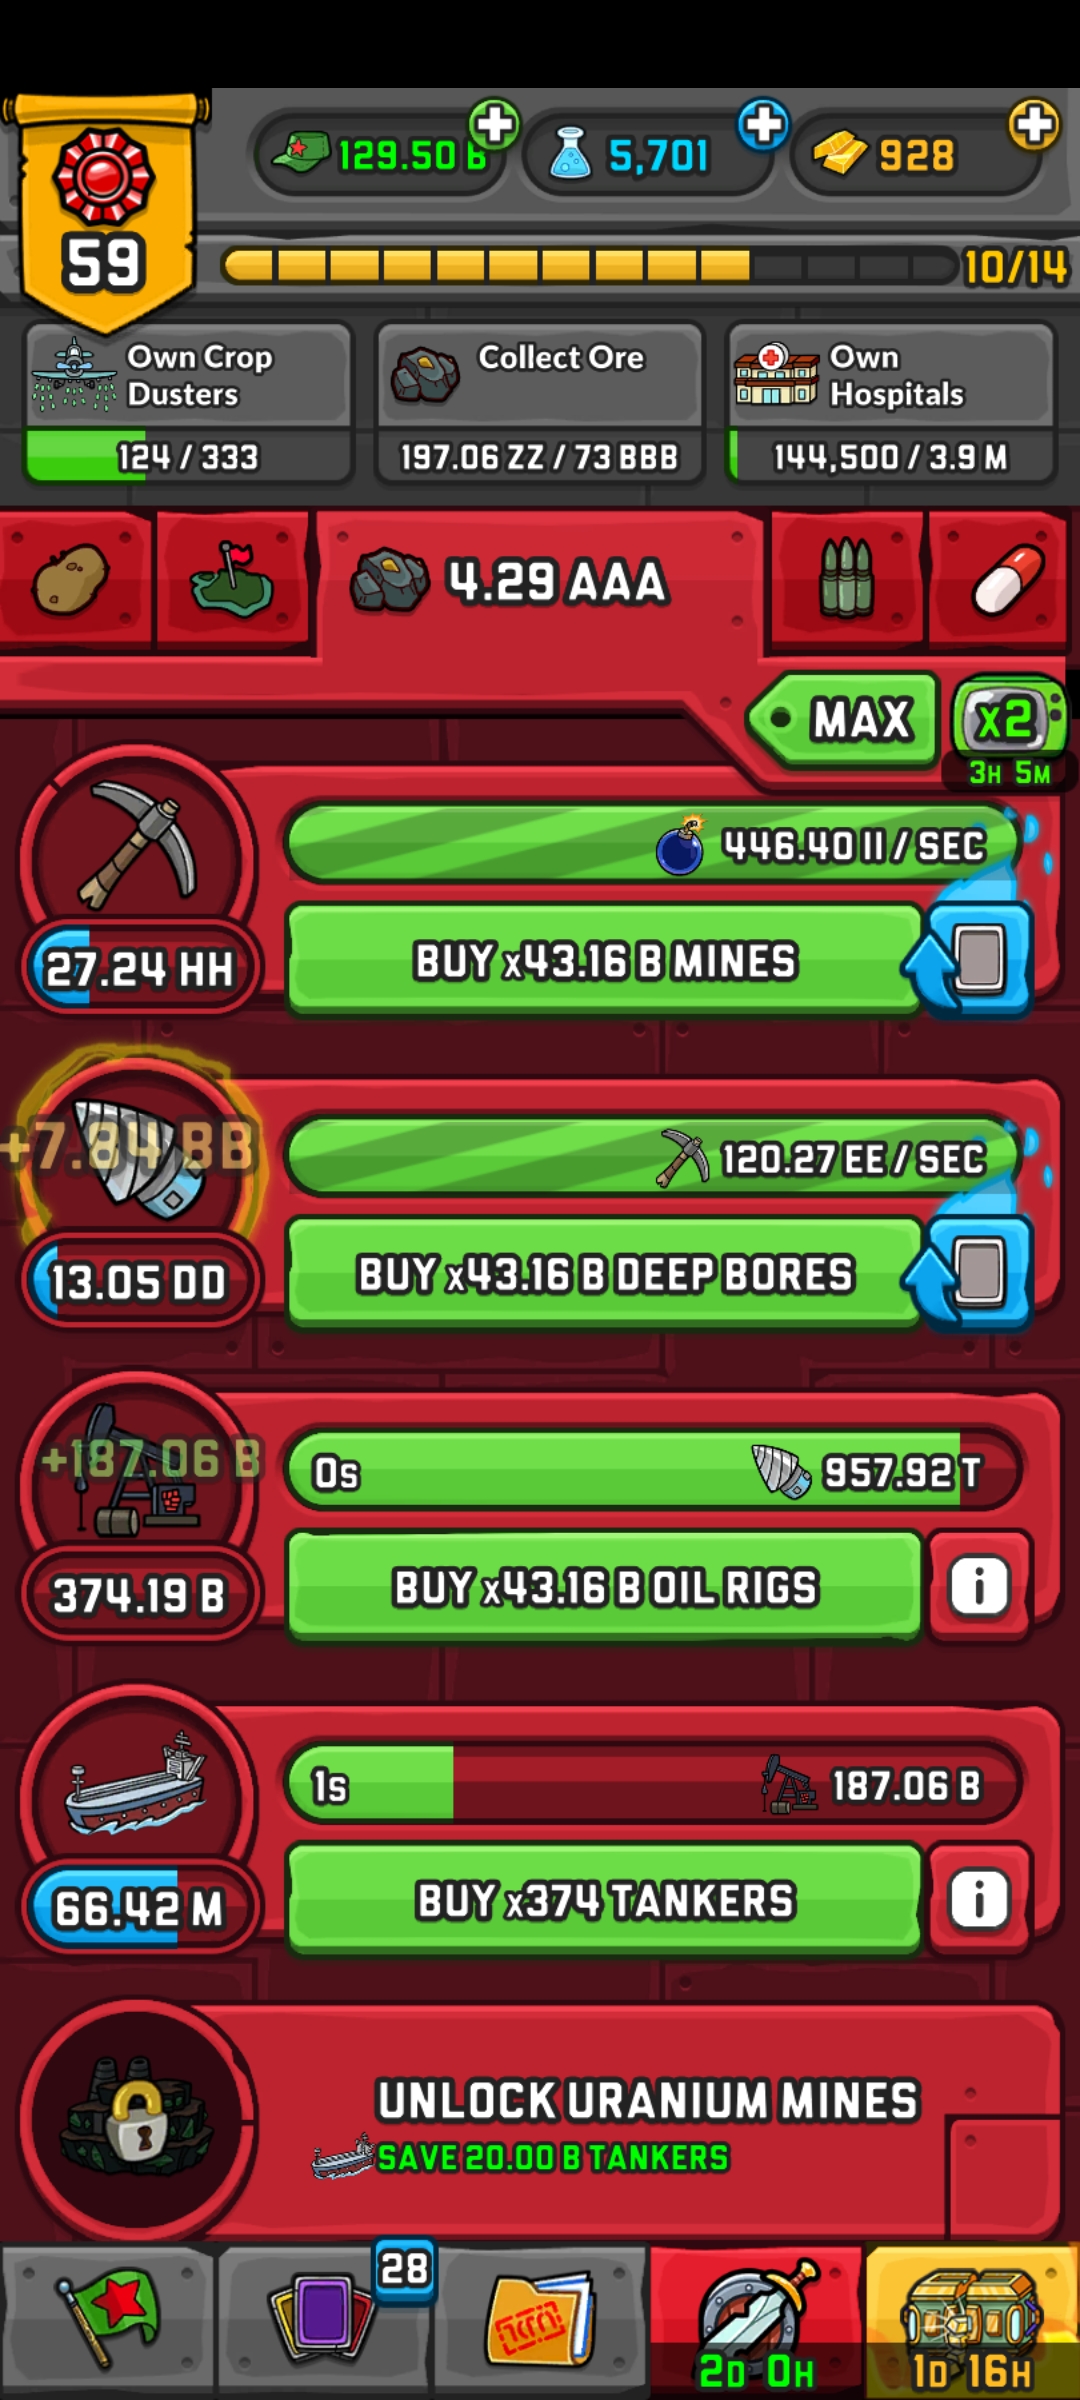 129.50 B
5,701
928
59
10/14
Own Crop
Dusters
124 / 333
Collect Ore
197.06 ZZ / 73 BBB
Own
Hospitals
144,500 / 3.9 M
4.29 AAA
MAX
x2
3H 5M
446.40 II / SEC
27.24 HH
BUY x43.16 B MINES
+7.84 BB
120.27 EE / SEC
13.05 DD
BUY x43.16 B DEEP BORES
+187.06 B
0s
957.92 T
374.19 B
BUY x43.16 B OIL RIGS
i
1s
187.06 B
66.42 M
BUY x374 TANKERS
i
UNLOCK URANIUM MINES
SAVE 20.00 B TANKERS
28
2D 0H
1D 16H